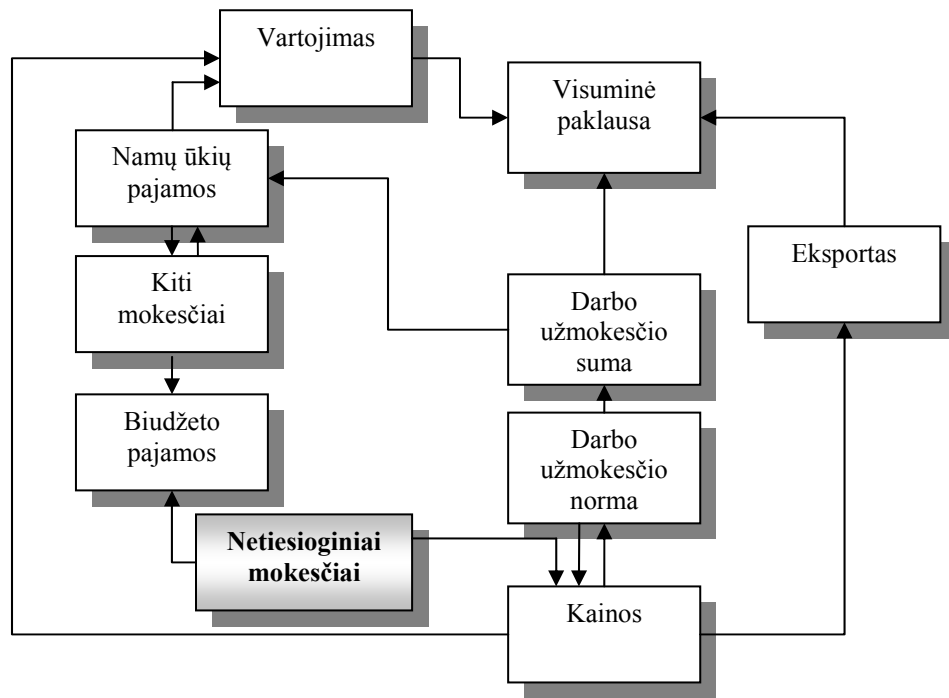 Vartojimas
Visuminė
paklausa
Namų ūkių
pajamos
Eksportas
Kiti
mokesčiai
Darbo
užmokesčio
suma
Biudžeto
pajamos
Darbo
užmokesčio
norma
Netiesioginiai
mokesčiai
Kainos